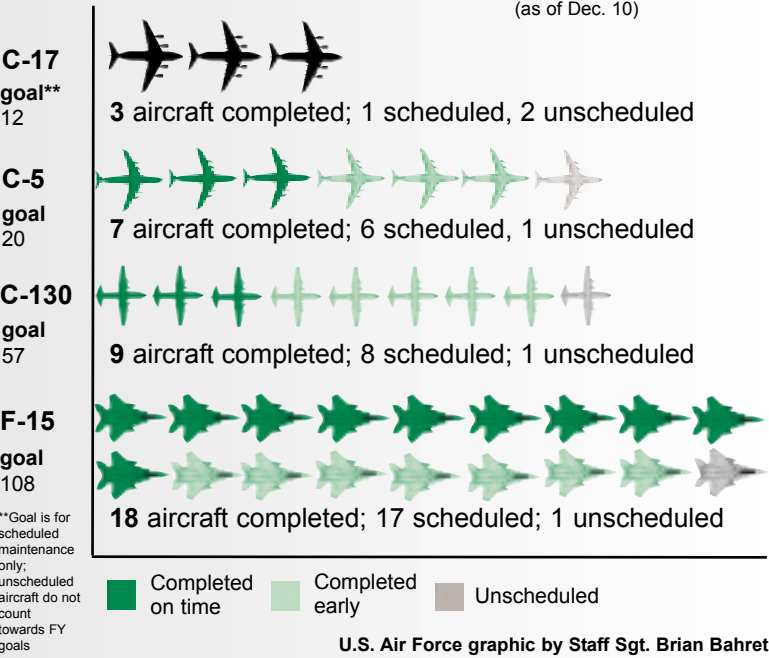 (as of Dec. 10)
C-17
goal**
12
3 aircraft completed; 1 scheduled, 2 unscheduled
C-5
goal
20
7 aircraft completed; 6 scheduled, 1 unscheduled
C-130
goal
57
9 aircraft completed; 8 scheduled; 1 unscheduled
F-15
goal
108
18 aircraft completed; 17 scheduled; 1 unscheduled
**Goal is for
scheduled
maintenance
only;
unscheduled
aircraft do not
count
towards FY
goals
Completed
on time
Completed
early
Unscheduled
U.S. Air Force graphic by Staff Sgt. Brian Bahret